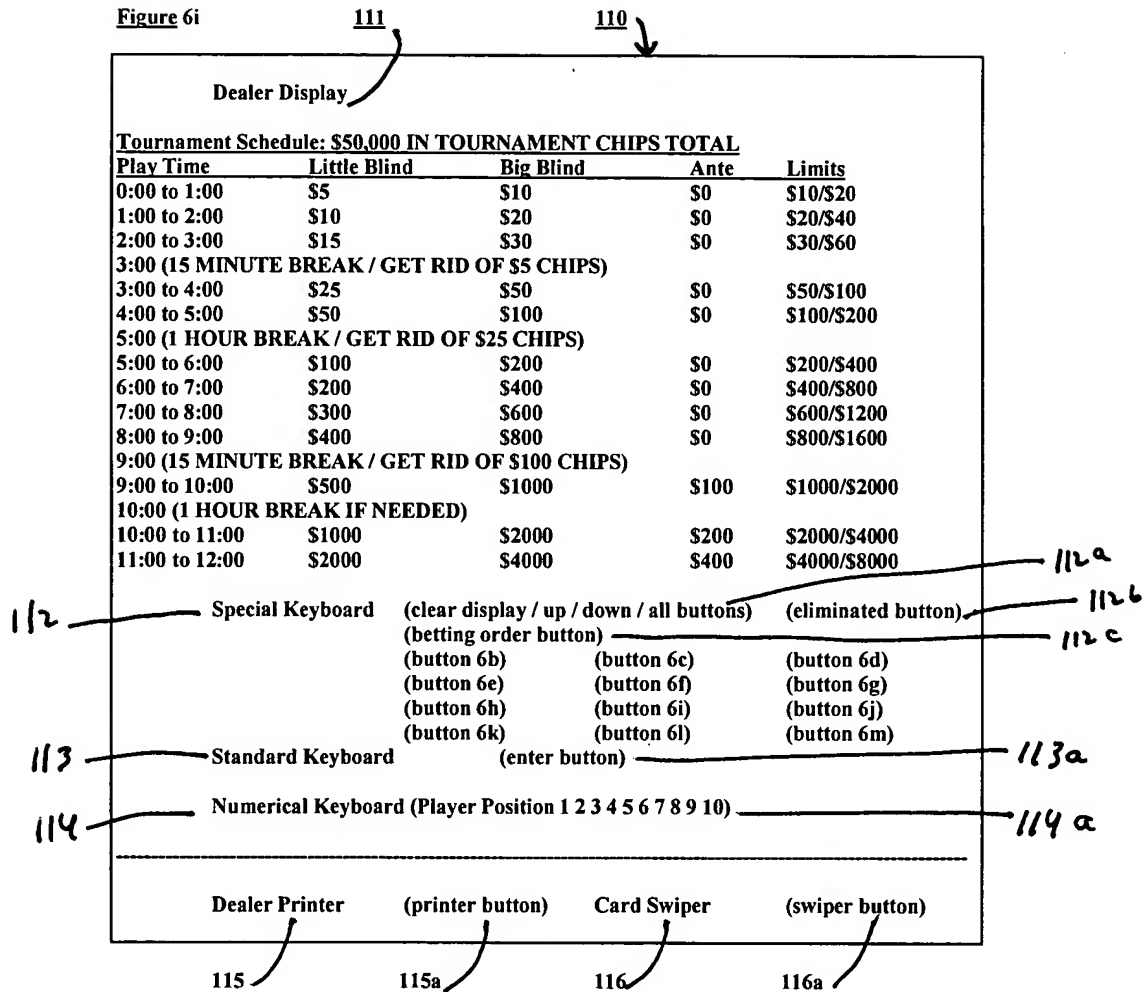 Figure 6i 111 110
Dealer Display
Tournament Schedule: $50,000 IN TOURNAMENT CHIPS TOTAL
Play Time Little Blind Big Blind Ante Limits
0:00 to 1:00 $5 $10 $0 $10/$20
1:00 to 2:00 $10 $20 $0 $20/$40
2:00 to 3:00 $15 $30 $0 $30/$60
3:00 (15 MINUTE BREAK / GET RID OF $5 CHIPS)
3:00 to 4:00 $25 $50 $0 $50/$100
4:00 to 5:00 $50 $100 $0 $100/$200
5:00 (1 HOUR BREAK / GET RID OF $25 CHIPS)
5:00 to 6:00 $100 $200 $0 $200/$400
6:00 to 7:00 $200 $400 $0 $400/$800
7:00 to 8:00 $300 $600 $0 $600/$1200
8:00 to 9:00 $400 $800 $0 $800/$1600
9:00 (15 MINUTE BREAK / GET RID OF $100 CHIPS)
9:00 to 10:00 $500 $1000 $100 $1000/$2000
10:00 (1 HOUR BREAK IF NEEDED)
10:00 to 11:00 $1000 $2000 $200 $2000/$4000
11:00 to 12:00 $2000 $4000 $400 $4000/$8000
112a
112 Special Keyboard (clear display / up / down / all buttons) (eliminated button) 112b
(betting order button) 112c
(button 6b) (button 6c) (button 6d)
(button 6e) (button 6f) (button 6g)
(button 6h) (button 6i) (button 6j)
(button 6k) (button 6l) (button 6m)
113 Standard Keyboard (enter button) 113a
114 Numerical Keyboard (Player Position 1 2 3 4 5 6 7 8 9 10) 114a
Dealer Printer (printer button) Card Swiper (swiper button)
115 115a 116 116a